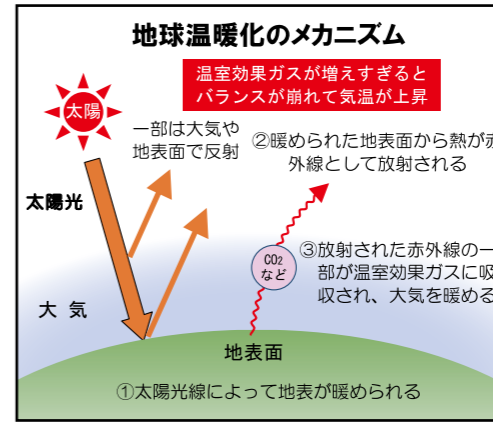 地球温暖化のメカニズム
温室効果ガスが増えすぎると
バランスが崩れて気温が上昇
太陽
一部は大気や
地表面で反射
②暖められた地表面から熱が赤
外線として放射される
太陽光
CO₂
など
③放射された赤外線の一
部が温室効果ガスに吸
収され、大気を暖める
大 気
地表面
①太陽光線によって地表が暖められる